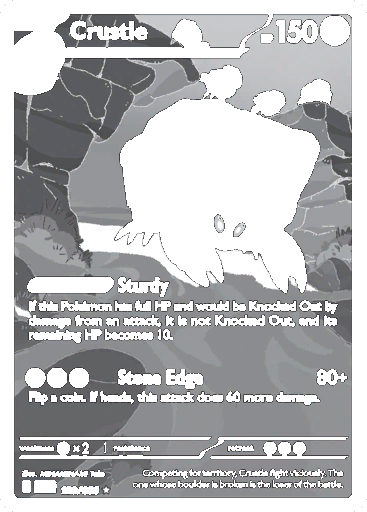 Crustle 150
Sturdy
If this Pokémon has full HP and would be Knocked Out by
damage from an attack, it is not Knocked Out, and its
remaining HP becomes 10.
Stone Edge 80+
Flip a coin. If heads, this attack does 60 more damage.
x2
Competing for territory, Crustle fight viciously. The
one whose boulder is broken is the loser of the battle.